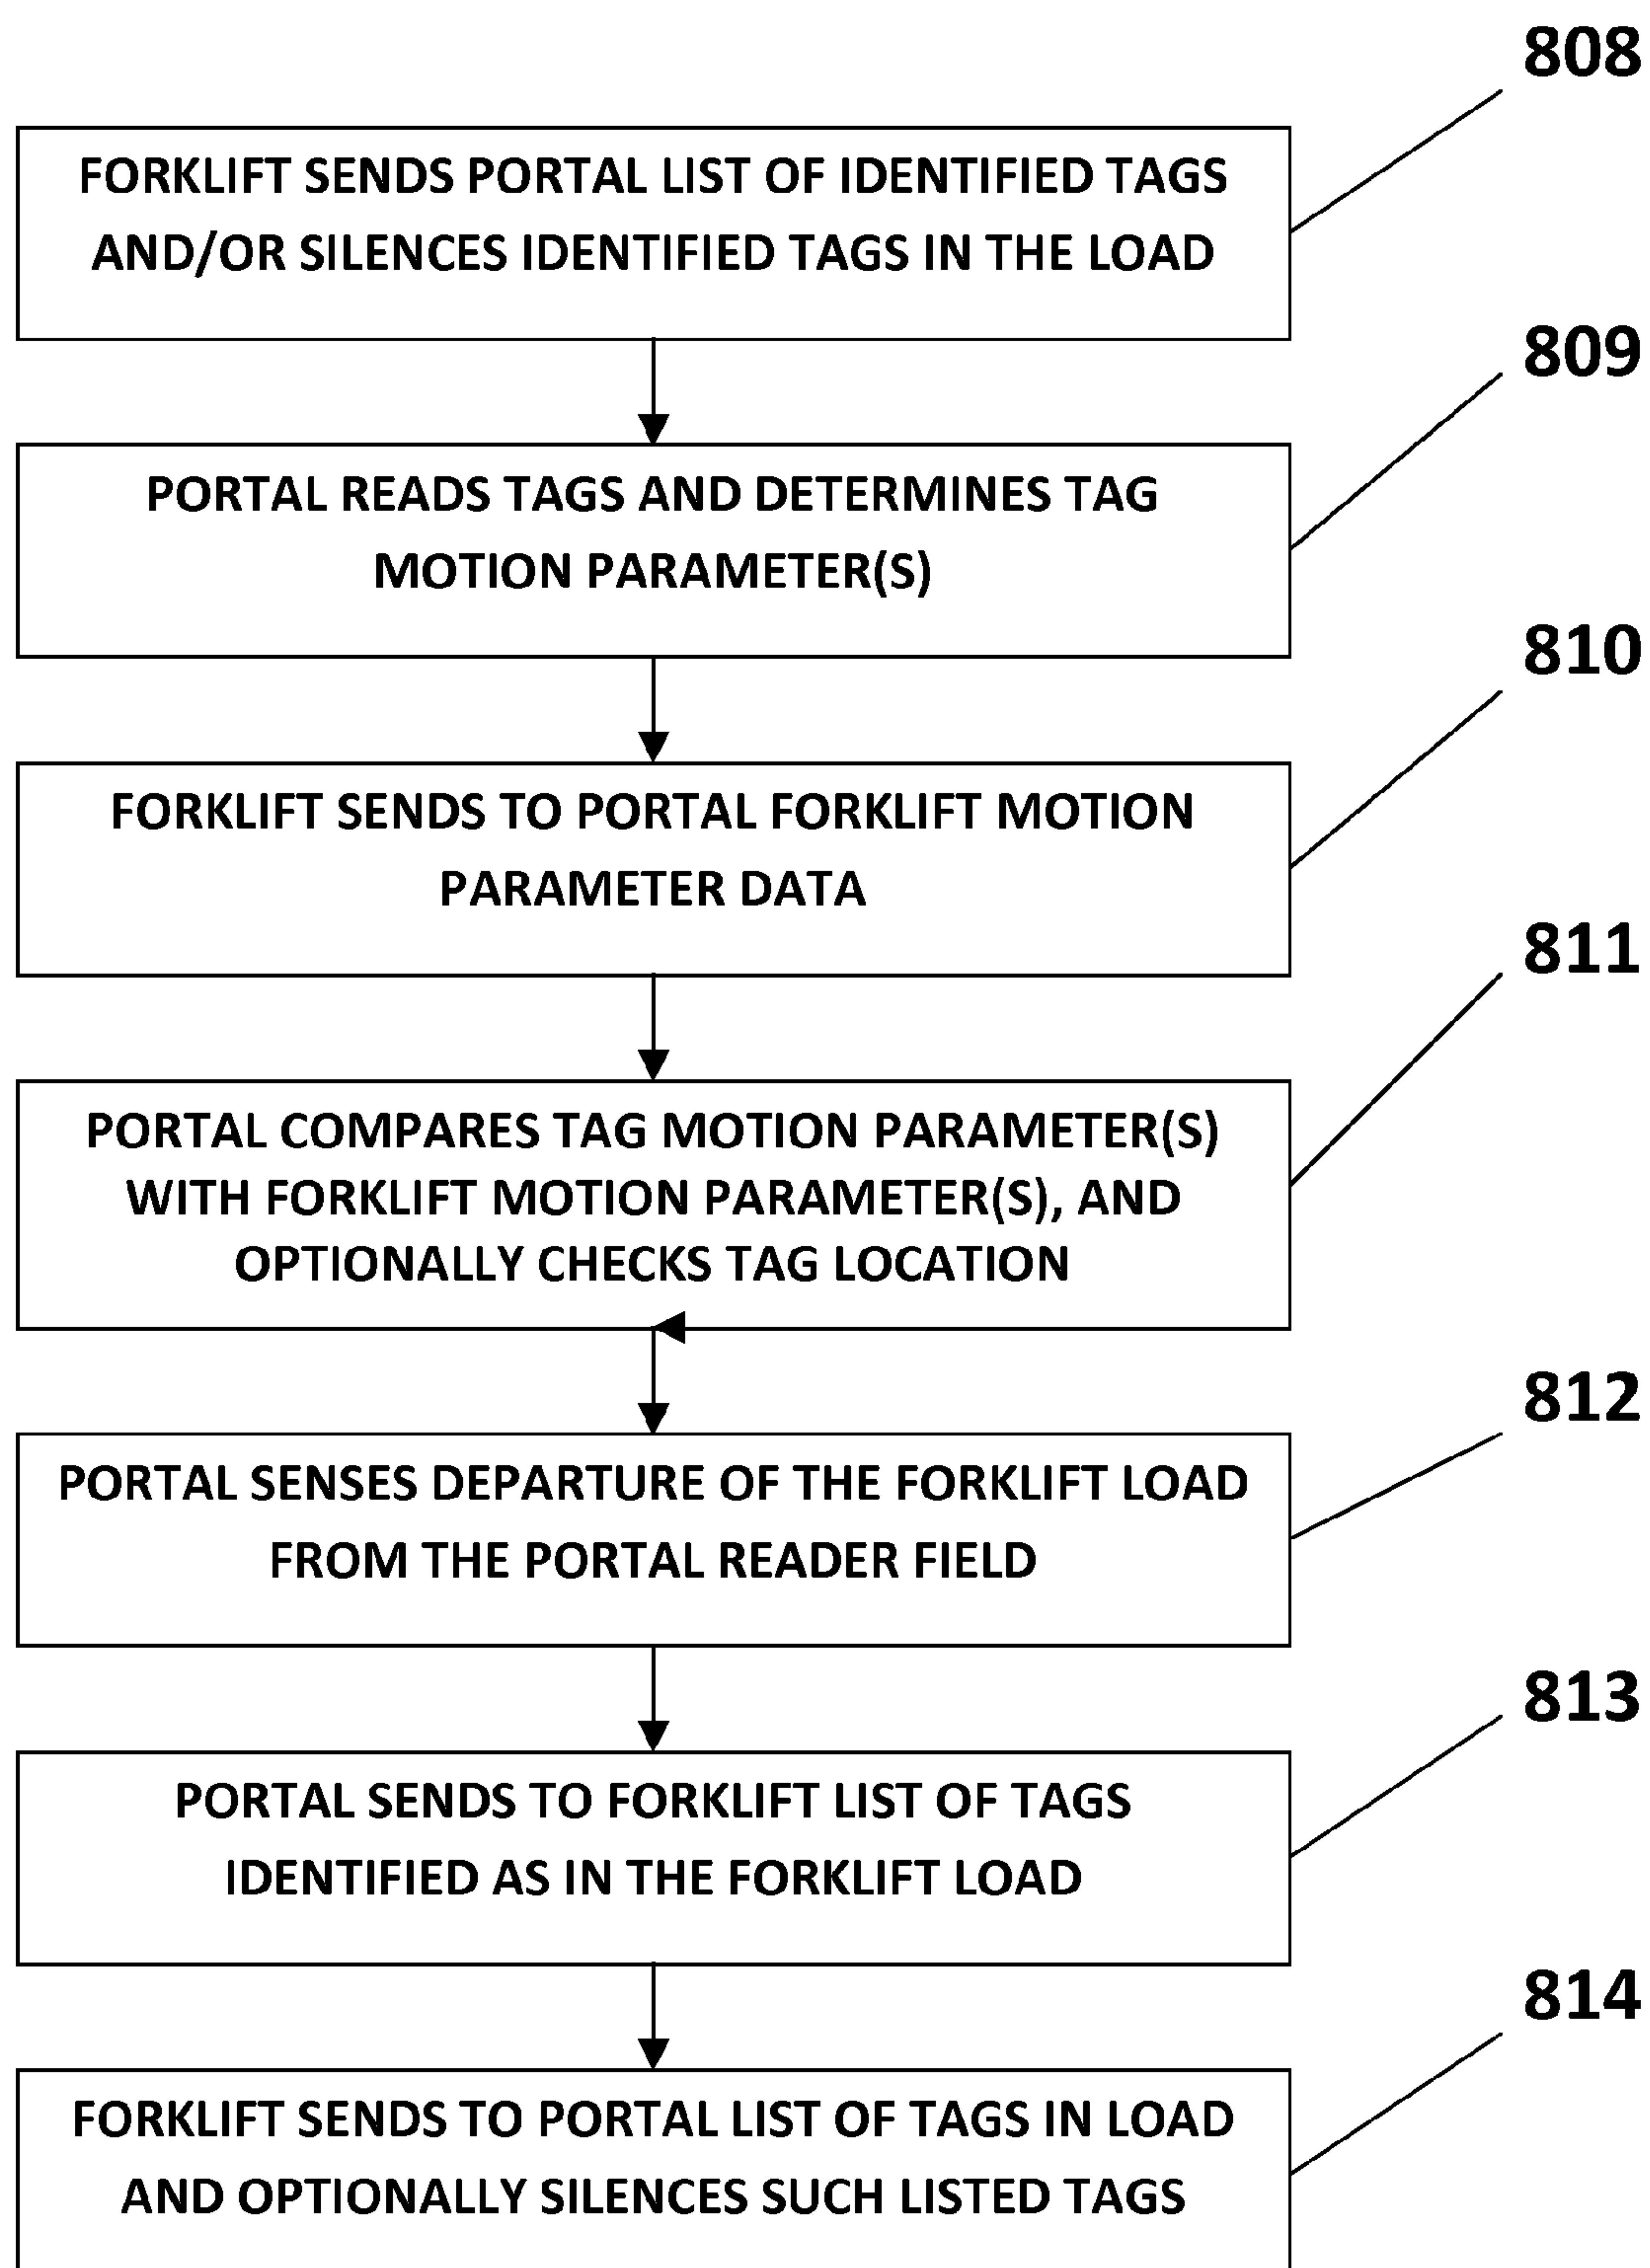 808
FORKLIFT SENDS PORTAL LIST OF IDENTIFIED TAGS
AND/OR SILENCES IDENTIFIED TAGS IN THE LOAD
809
PORTAL READS TAGS AND DETERMINES TAG
MOTION PARAMETER(S)
810
FORKLIFT SENDS TO PORTAL FORKLIFT MOTION
PARAMETER DATA
811
PORTAL COMPARES TAG MOTION PARAMETER(S)
WITH FORKLIFT MOTION PARAMETER(S), AND
OPTIONALLY CHECKS TAG LOCATION
812
PORTAL SENSES DEPARTURE OF THE FORKLIFT LOAD
FROM THE PORTAL READER FIELD
813
PORTAL SENDS TO FORKLIFT LIST OF TAGS
IDENTIFIED AS IN THE FORKLIFT LOAD
814
FORKLIFT SENDS TO PORTAL LIST OF TAGS IN LOAD
AND OPTIONALLY SILENCES SUCH LISTED TAGS